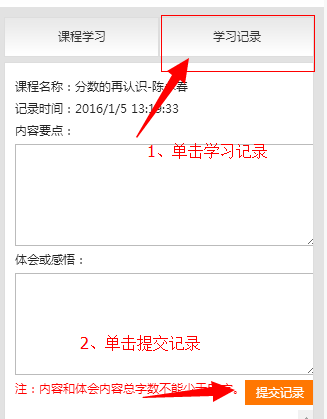 课程学习
学习记录
课程名称：分数的再认识-陈 春
记录时间：2016/1/5 13:19:33
内容要点：
1、单击学习记录
体会或感悟：
2、单击提交记录
注：内容和体会内容总字数不能少于
提交记录